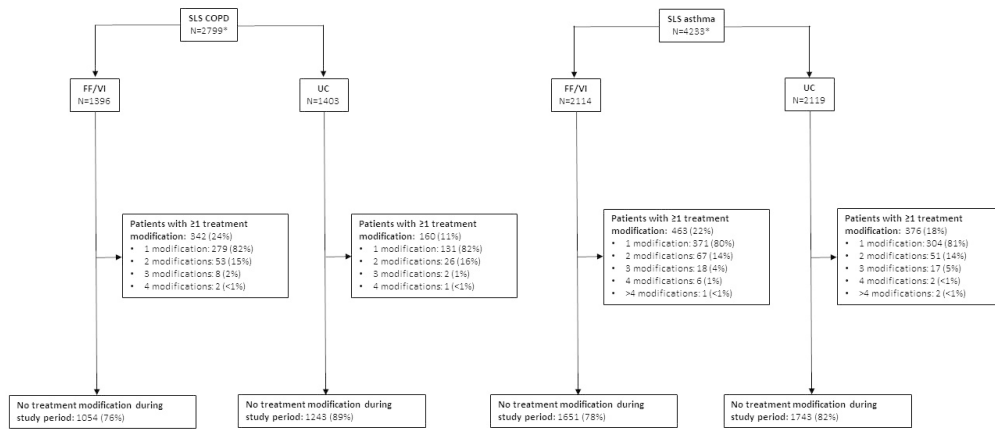 SLS COPD
N=2799*
FF/VI
N=1396
UC
N=1403
Patients with ≥1 treatment
modification: 342 (24%)
• 1 modification: 279 (82%)
• 2 modifications: 53 (15%)
• 3 modifications: 8 (2%)
• 4 modifications: 2 (<1%)
Patients with ≥1 treatment
modification: 160 (11%)
• 1 modification: 131 (82%)
• 2 modifications: 26 (16%)
• 3 modifications: 2 (1%)
• 4 modifications: 1 (<1%)
No treatment modification during
study period: 1054 (76%)
No treatment modification during
study period: 1243 (89%)
SLS asthma
N=4233*
FF/VI
N=2114
UC
N=2119
Patients with ≥1 treatment
modification: 463 (22%)
• 1 modification: 371 (80%)
• 2 modifications: 67 (14%)
• 3 modifications: 18 (4%)
• 4 modifications: 6 (1%)
• >4 modifications: 1 (<1%)
Patients with ≥1 treatment
modification: 376 (18%)
• 1 modification: 304 (81%)
• 2 modifications: 51 (14%)
• 3 modifications: 17 (5%)
• 4 modifications: 2 (<1%)
• >4 modifications: 2 (<1%)
No treatment modification during
study period: 1651 (78%)
No treatment modification during
study period: 1743 (82%)